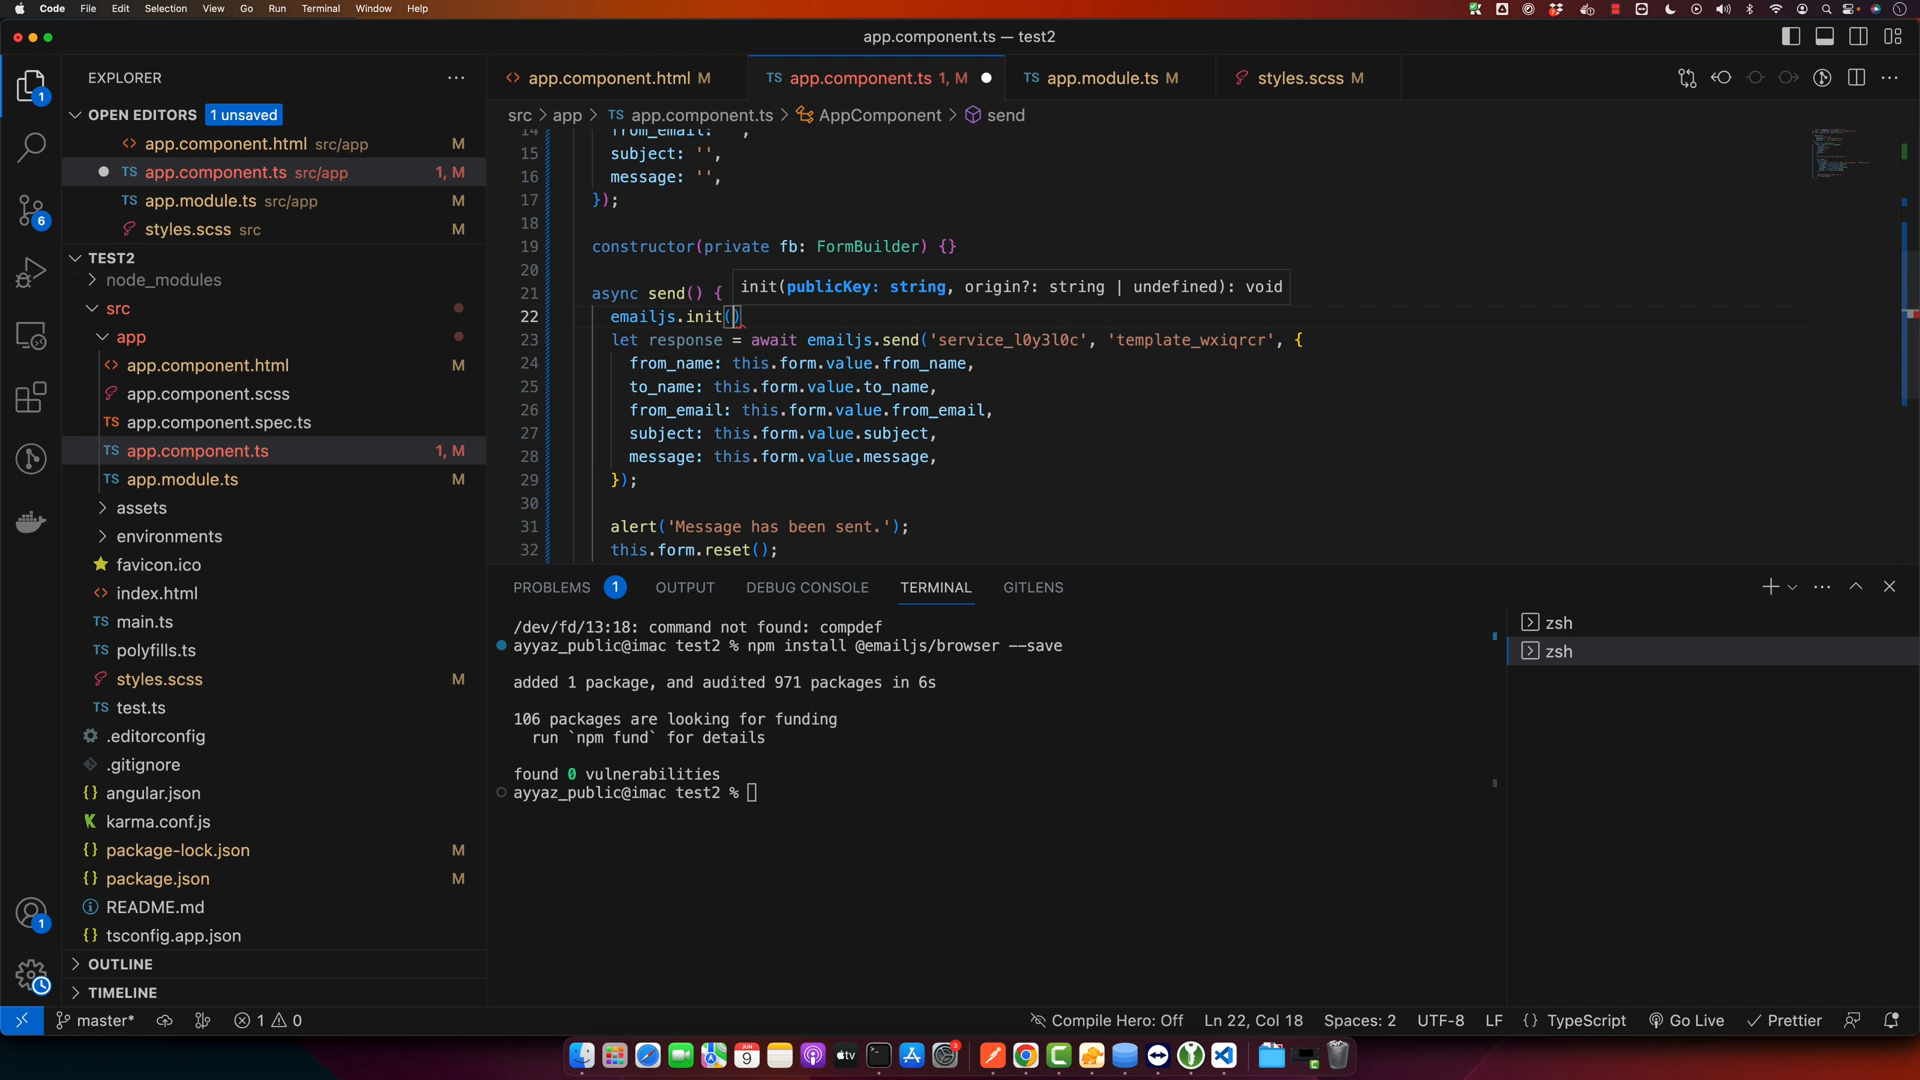 Code File Edit Selection View Go Run Terminal Window Help
app.component.ts — test2
EXPLORER
OPEN EDITORS 1 unsaved
app.component.html src/app M
app.component.ts src/app 1, M
app.module.ts src/app M
styles.scss src M
TEST2
node_modules
src
app
app.component.html M
app.component.scss
app.component.spec.ts
app.component.ts 1, M
app.module.ts M
assets
environments
favicon.ico
index.html
main.ts
polyfills.ts
styles.scss M
test.ts
.editorconfig
.gitignore
angular.json
karma.conf.js
package-lock.json M
package.json M
README.md
tsconfig.app.json
OUTLINE
TIMELINE
app.component.html M app.component.ts 1, M app.module.ts M styles.scss M
src > app > TS app.component.ts > AppComponent > send
14 from_email: '',
15 subject: '',
16 message: '',
17 });
18
19 constructor(private fb: FormBuilder) {}
20
init(publicKey: string, origin?: string | undefined): void
21 async send() {
22 emailjs.init()
23 let response = await emailjs.send('service_l0y3l0c', 'template_wxiqrcr', {
24 from_name: this.form.value.from_name,
25 to_name: this.form.value.to_name,
26 from_email: this.form.value.from_email,
27 subject: this.form.value.subject,
28 message: this.form.value.message,
29 });
30
31 alert('Message has been sent.');
32 this.form.reset();
PROBLEMS 1 OUTPUT DEBUG CONSOLE TERMINAL GITLENS
/dev/fd/13:18: command not found: compdef
ayyaz_public@imac test2 % npm install @emailjs/browser --save
added 1 package, and audited 971 packages in 6s
106 packages are looking for funding
run `npm fund` for details
found 0 vulnerabilities
ayyaz_public@imac test2 %
zsh
zsh
master* 1 0 Compile Hero: Off Ln 22, Col 18 Spaces: 2 UTF-8 LF {} TypeScript Go Live Prettier